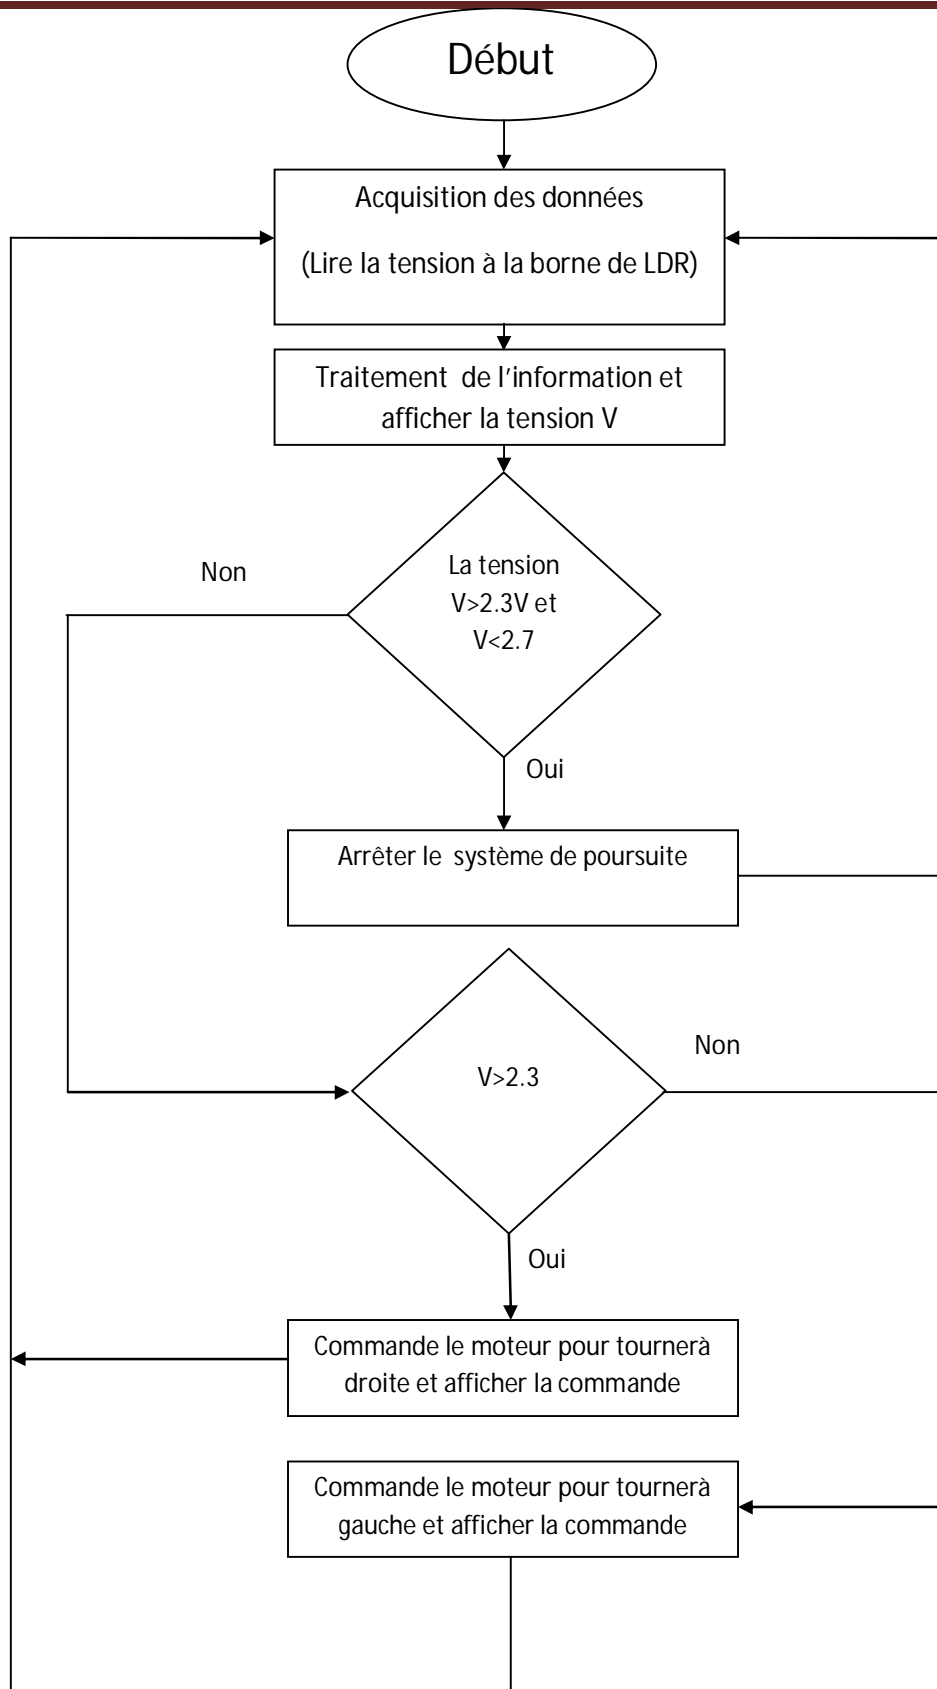 Début
Acquisition des données
(Lire la tension à la borne de LDR)
Traitement  de l’information et
afficher la tension V
Non
La tension
V>2.3V et
V<2.7
Oui
Arrêter le  système de poursuite
Non
V>2.3
Oui
Commande le moteur pour tournerà
droite et afficher la commande
Commande le moteur pour tournerà
gauche et afficher la commande